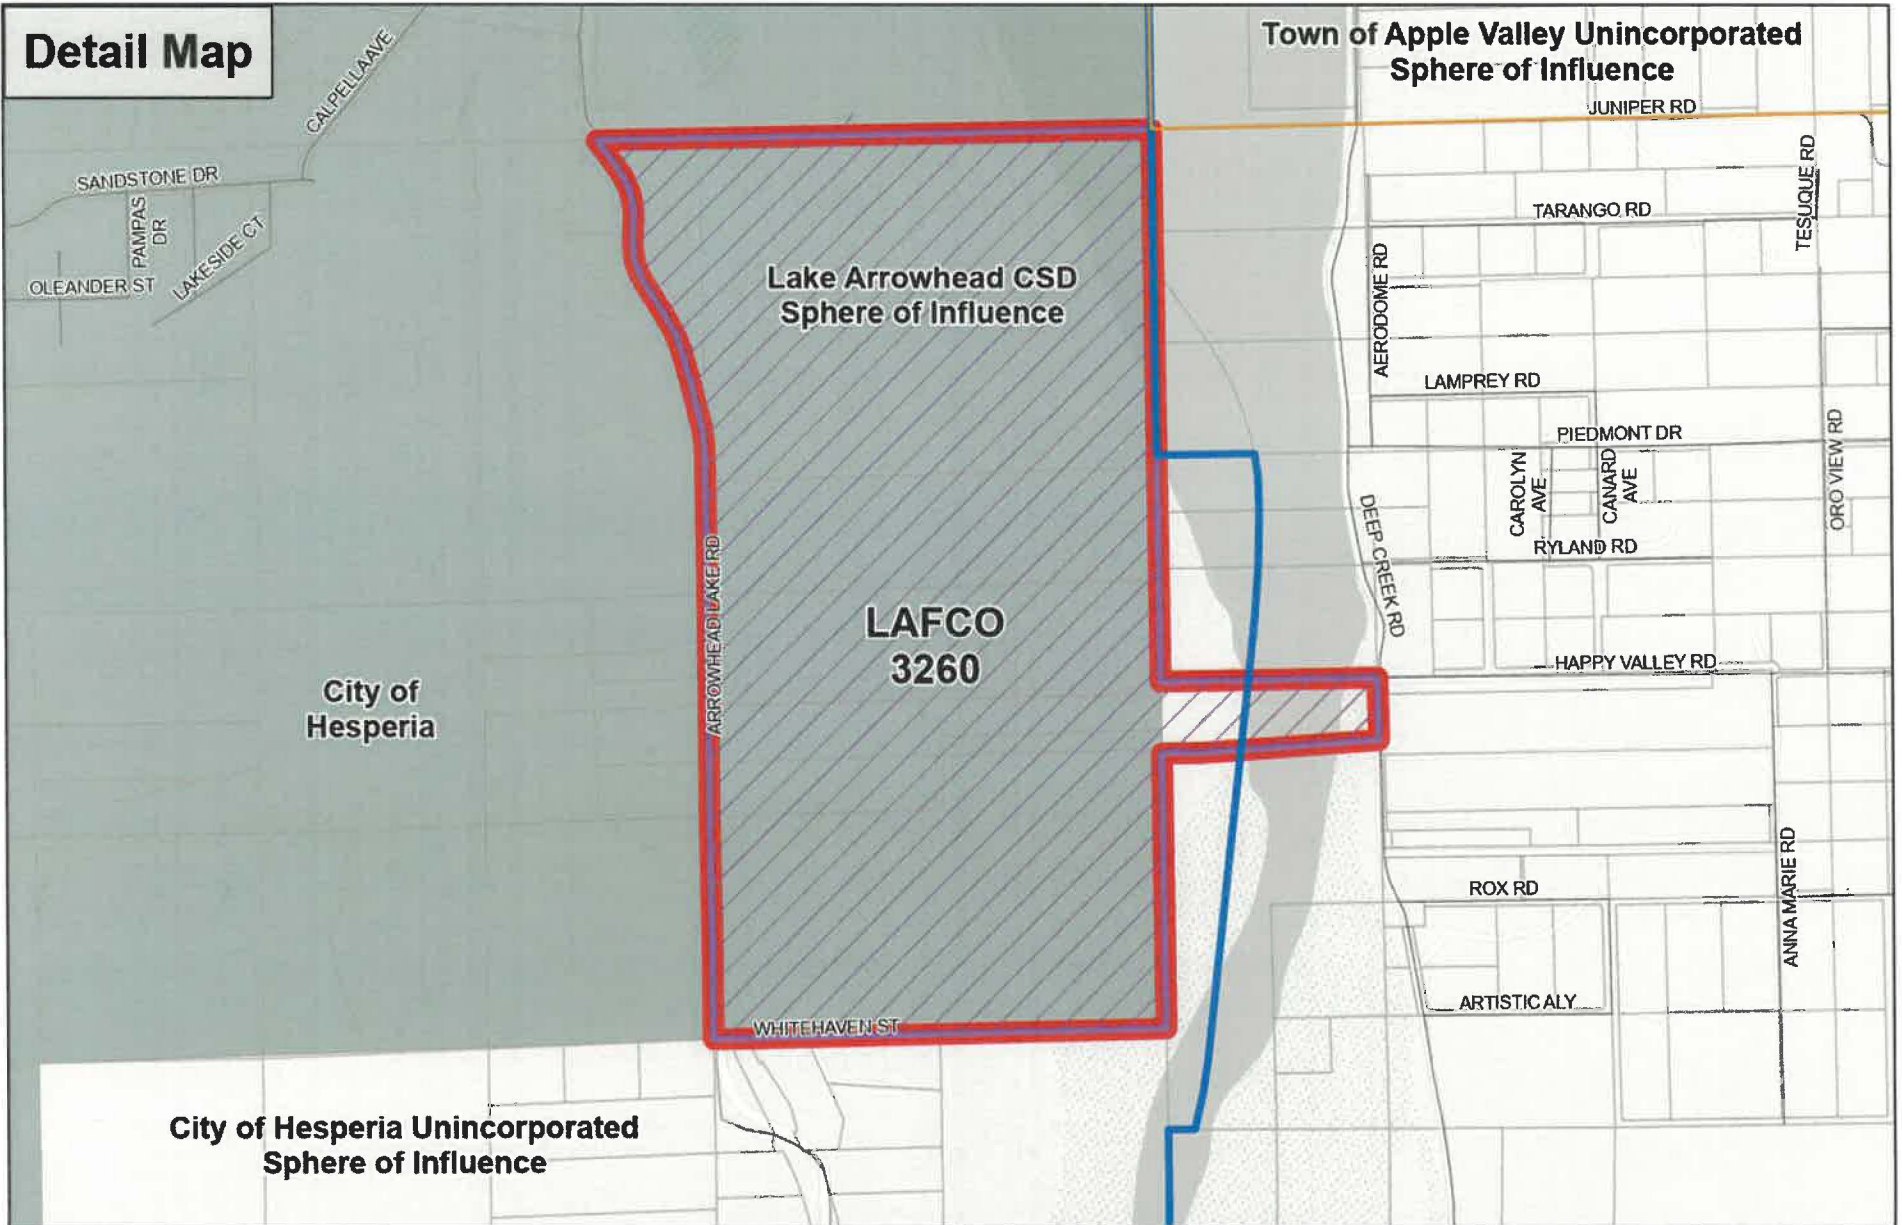 Detail Map
Town of Apple Valley Unincorporated
Sphere of Influence
CALPELLA AVE
JUNIPER RD
SANDSTONE DR
PAMPAS
DR
LAKESIDE CT
OLEANDER ST
TARANGO RD
TESUQUE RD
AERODOME RD
Lake Arrowhead CSD
Sphere of Influence
LAMPREY RD
PIEDMONT DR
CAROLYN
AVE
CANARD
AVE
ORO VIEW RD
DEEP CREEK RD
RYLAND RD
ARROWHEAD LAKE RD
LAFCO
3260
HAPPY VALLEY RD
City of
Hesperia
ROX RD
ANNA MARIE RD
ARTISTIC ALY
WHITEHAVEN ST
City of Hesperia Unincorporated
Sphere of Influence